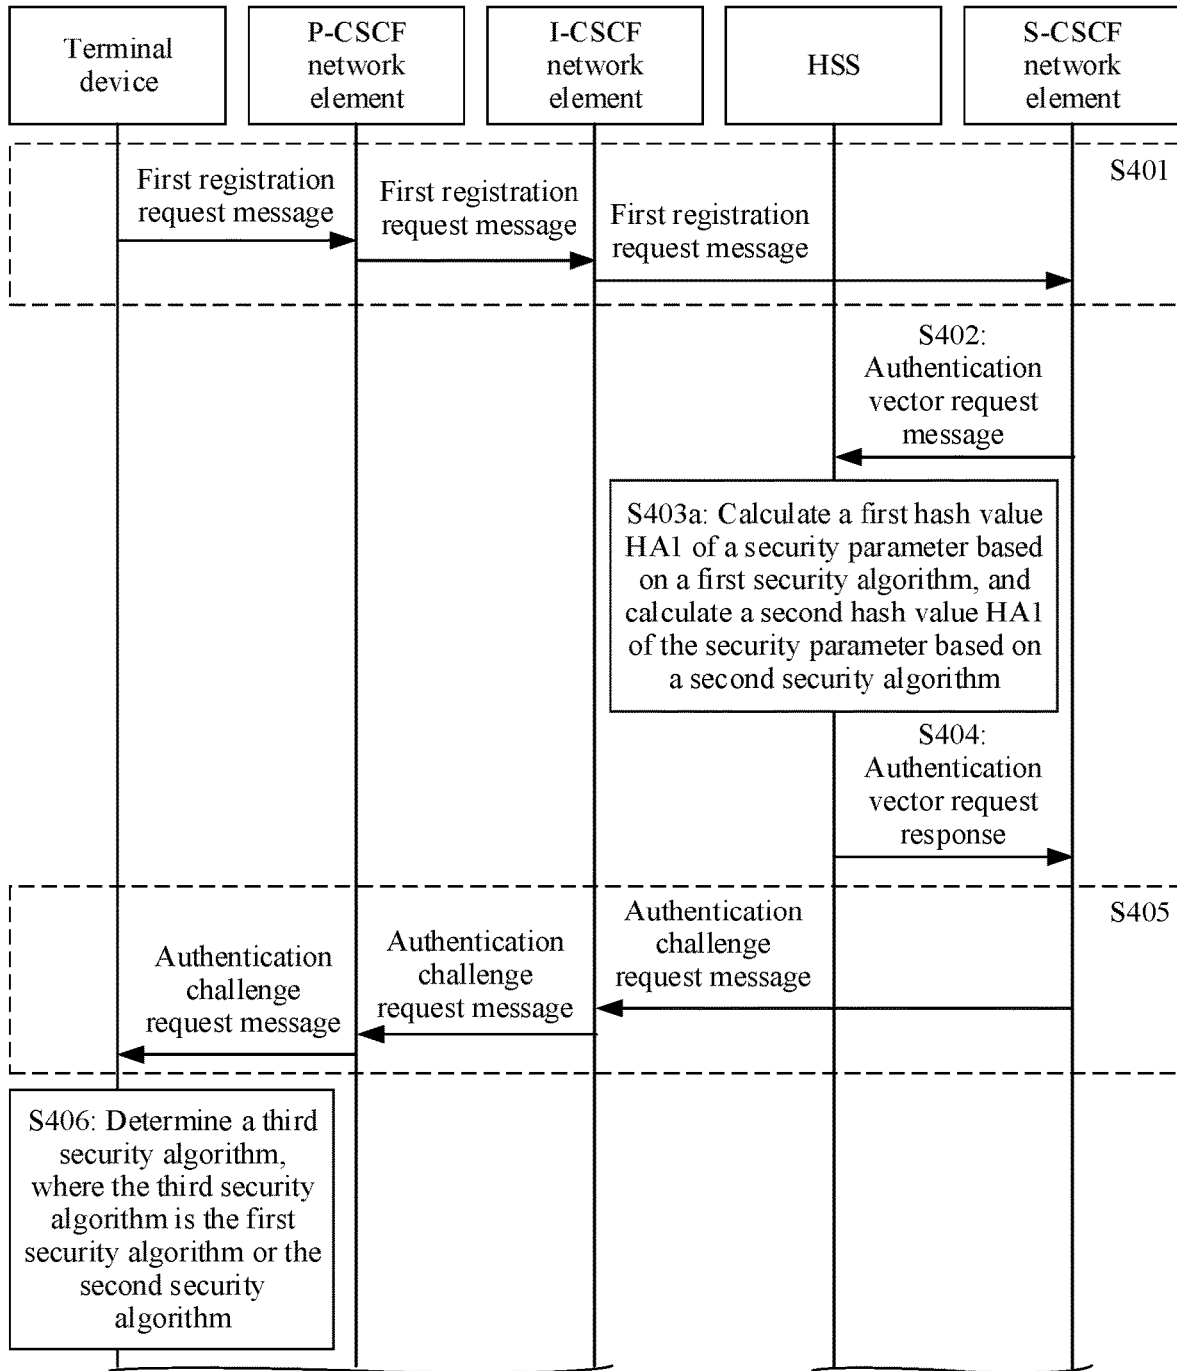 Terminal
device
P-CSCF
network
element
I-CSCF
network
element
HSS
S-CSCF
network
element
S401
First registration
request message
First registration
request message
First registration
request message
S402:
Authentication
vector request
message
S403a: Calculate a first hash value
HA1 of a security parameter based
on a first security algorithm, and
calculate a second hash value HA1
of the security parameter based on
a second security algorithm
S404:
Authentication
vector request
response
S405
Authentication
challenge
request message
Authentication
challenge
request message
Authentication
challenge
request message
S406: Determine a third
security algorithm,
where the third security
algorithm is the first
security algorithm or the
second security
algorithm